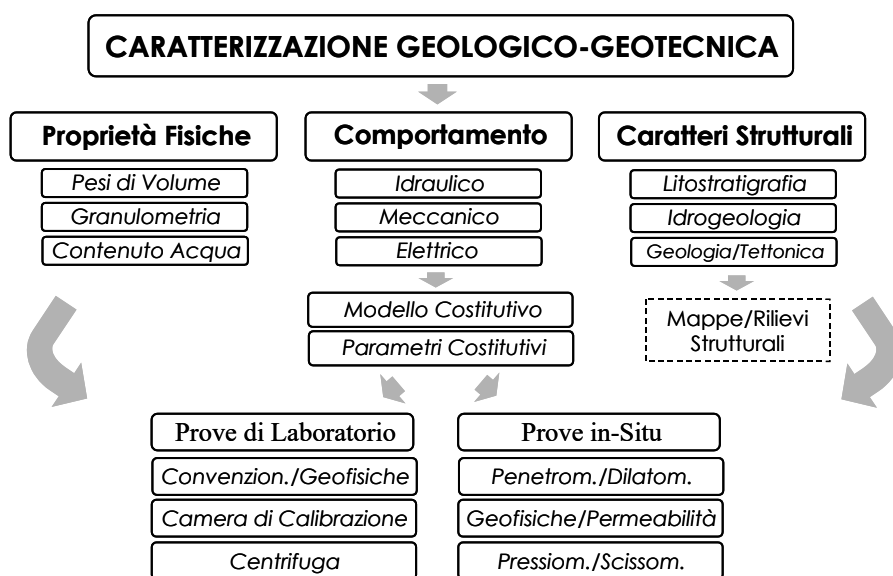 CARATTERIZZAZIONE GEOLOGICO-GEOTECNICA
Proprietà Fisiche
Pesi di Volume
Granulometria
Contenuto Acqua
Comportamento
Idraulico
Meccanico
Elettrico
Modello Costitutivo
Parametri Costitutivi
Caratteri Strutturali
Litostratigrafia
Idrogeologia
Geologia/Tettonica
Mappe/Rilievi
Strutturali
Prove di Laboratorio
Convenzion./Geofisiche
Camera di Calibrazione
Centrifuga
Prove in-Situ
Penetrom./Dilatom.
Geofisiche/Permeabilità
Pressiom./Scissom.